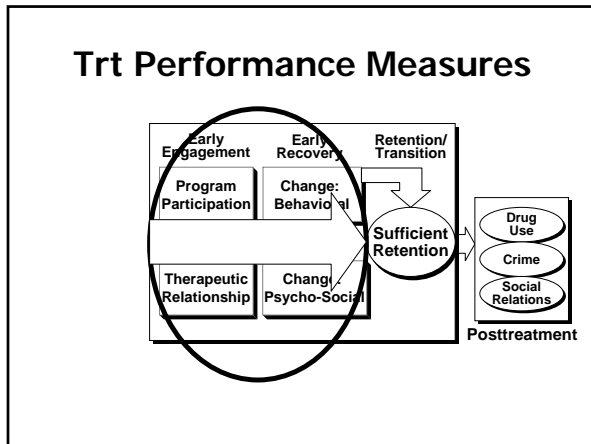 Trt Performance Measures
Early
Engagement
Early
Recovery
Retention/
Transition
Program
Participation
Change:
Behavioral
Sufficient
Retention
Therapeutic
Relationship
Change:
Psycho-Social
Drug
Use
Crime
Social
Relations
Posttreatment